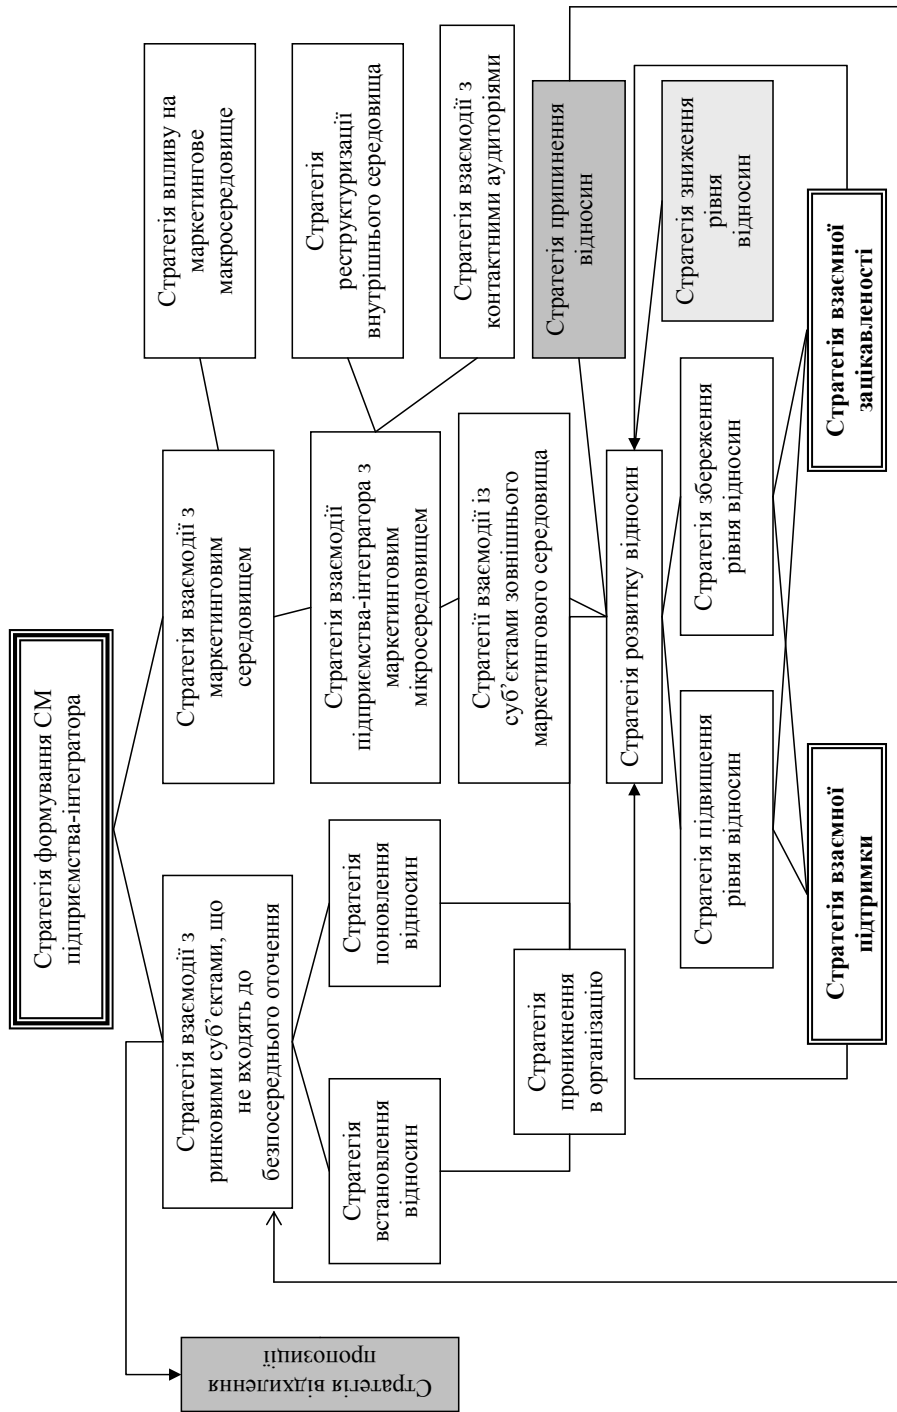 Стратегія формування СМ
підприємства-інтегратора
Стратегія відхилення
пропозиції
Стратегія взаємодії з
ринковими суб’єктами, що
не входять до
безпосереднього оточення
Стратегія взаємодії з
маркетинговим
середовищем
Стратегія впливу на
маркетингове
макросередовище
Стратегія
встановлення
відносин
Стратегія
поновлення
відносин
Стратегія взаємодії
підприємства-інтегратора з
маркетинговим
мікросередовищем
Стратегія
реструктуризації
внутрішнього середовища
Стратегії взаємодії із
суб’єктами зовнішнього
маркетингового середовища
Стратегія взаємодії з
контактними аудиторіями
Стратегія
проникнення
в організацію
Стратегія припинення
відносин
Стратегія розвитку відносин
Стратегія підвищення
рівня відносин
Стратегія збереження
рівня відносин
Стратегія зниження
рівня
відносин
Стратегія взаємної
підтримки
Стратегія взаємної
зацікавленості